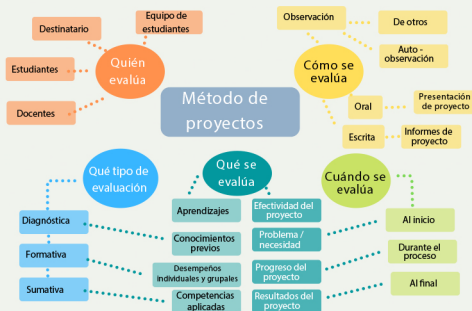 Equipo de
estudiantes
Destinatario
Quién
evalúa
Estudiantes
Docentes
Observación
De otros
Auto -
observación
Cómo se
evalúa
Oral
Presentación
de proyecto
Escrita
Informes de
proyecto
Método de
proyectos
Qué tipo de
evaluación
Diagnóstica
Formativa
Sumativa
Qué se
evalúa
Aprendizajes
Conocimientos
previos
Desempeños
individuales y grupales
Competencias
aplicadas
Efectividad del
proyecto
Problema /
necesidad
Progreso del
proyecto
Resultados del
proyecto
Cuándo se
evalúa
Al inicio
Durante el
proceso
Al final